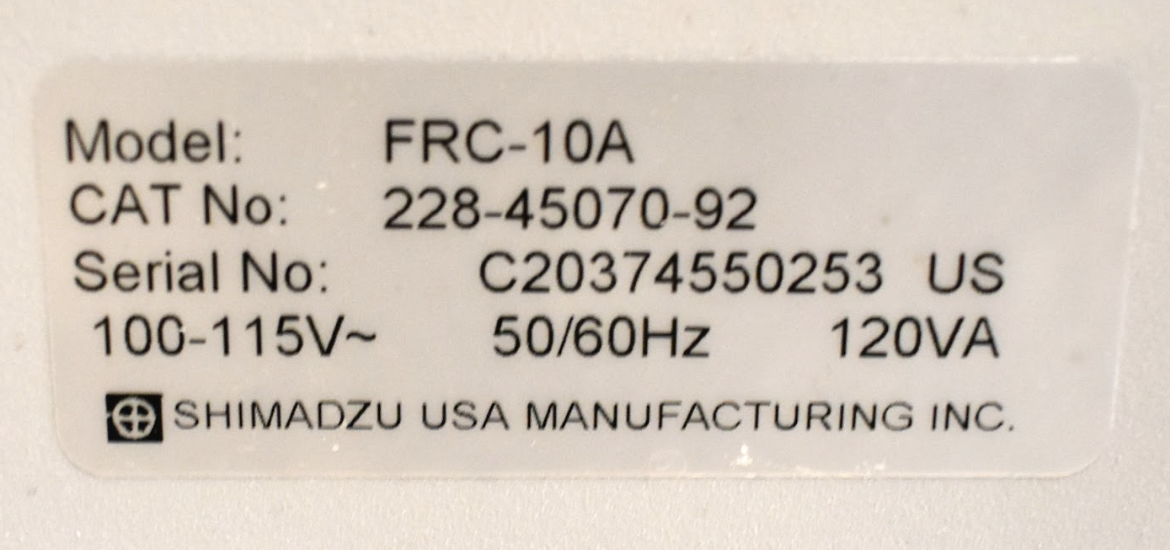 Model: FRC-10A
CAT No: 228-45070-92
Serial No: C20374550253 US
100-115V~ 50/60Hz 120VA
SHIMADZU USA MANUFACTURING INC.